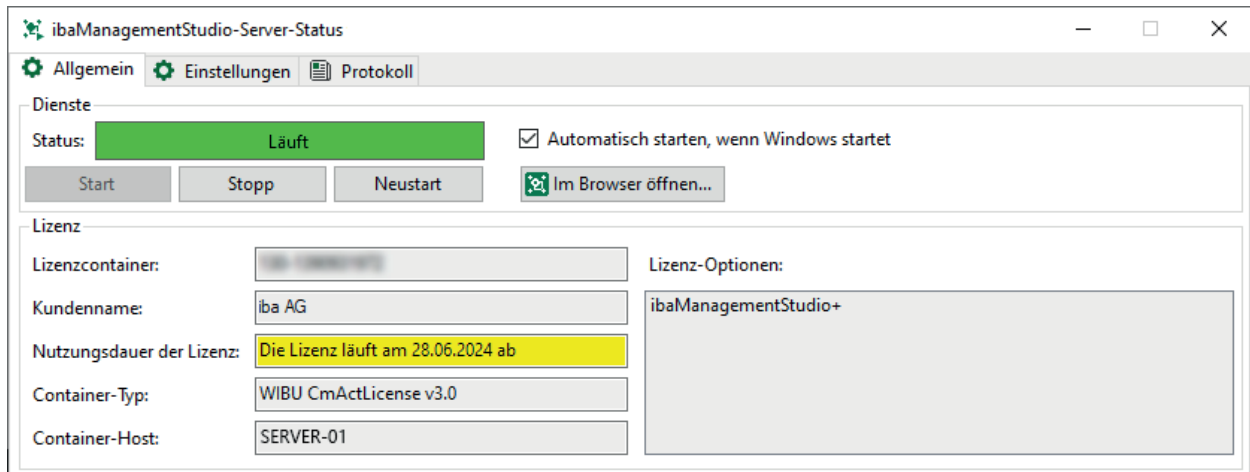 ibaManagementStudio-Server-Status
Allgemein Einstellungen Protokoll
Dienste
Status: Läuft Automatisch starten, wenn Windows startet
Start Stopp Neustart Im Browser öffnen...
Lizenz
Lizenzcontainer: Lizenz-Optionen:
Kundenname: iba AG ibaManagementStudio+
Nutzungsdauer der Lizenz: Die Lizenz läuft am 28.06.2024 ab
Container-Typ: WIBU CmActLicense v3.0
Container-Host: SERVER-01